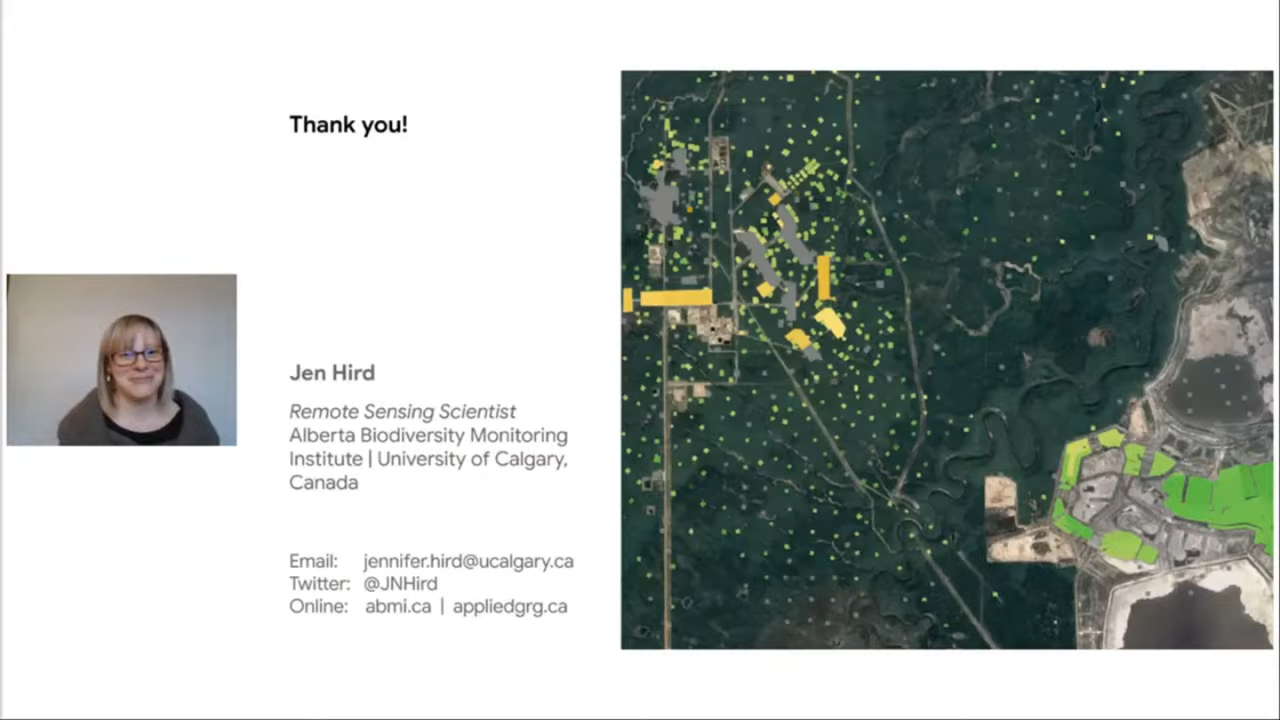 Thank you!
Jen Hird
Remote Sensing Scientist
Alberta Biodiversity Monitoring
Institute | University of Calgary,
Canada
Email: jennifer.hird@ucalgary.ca
Twitter: @JNHird
Online: abmi.ca | appliedgrg.ca